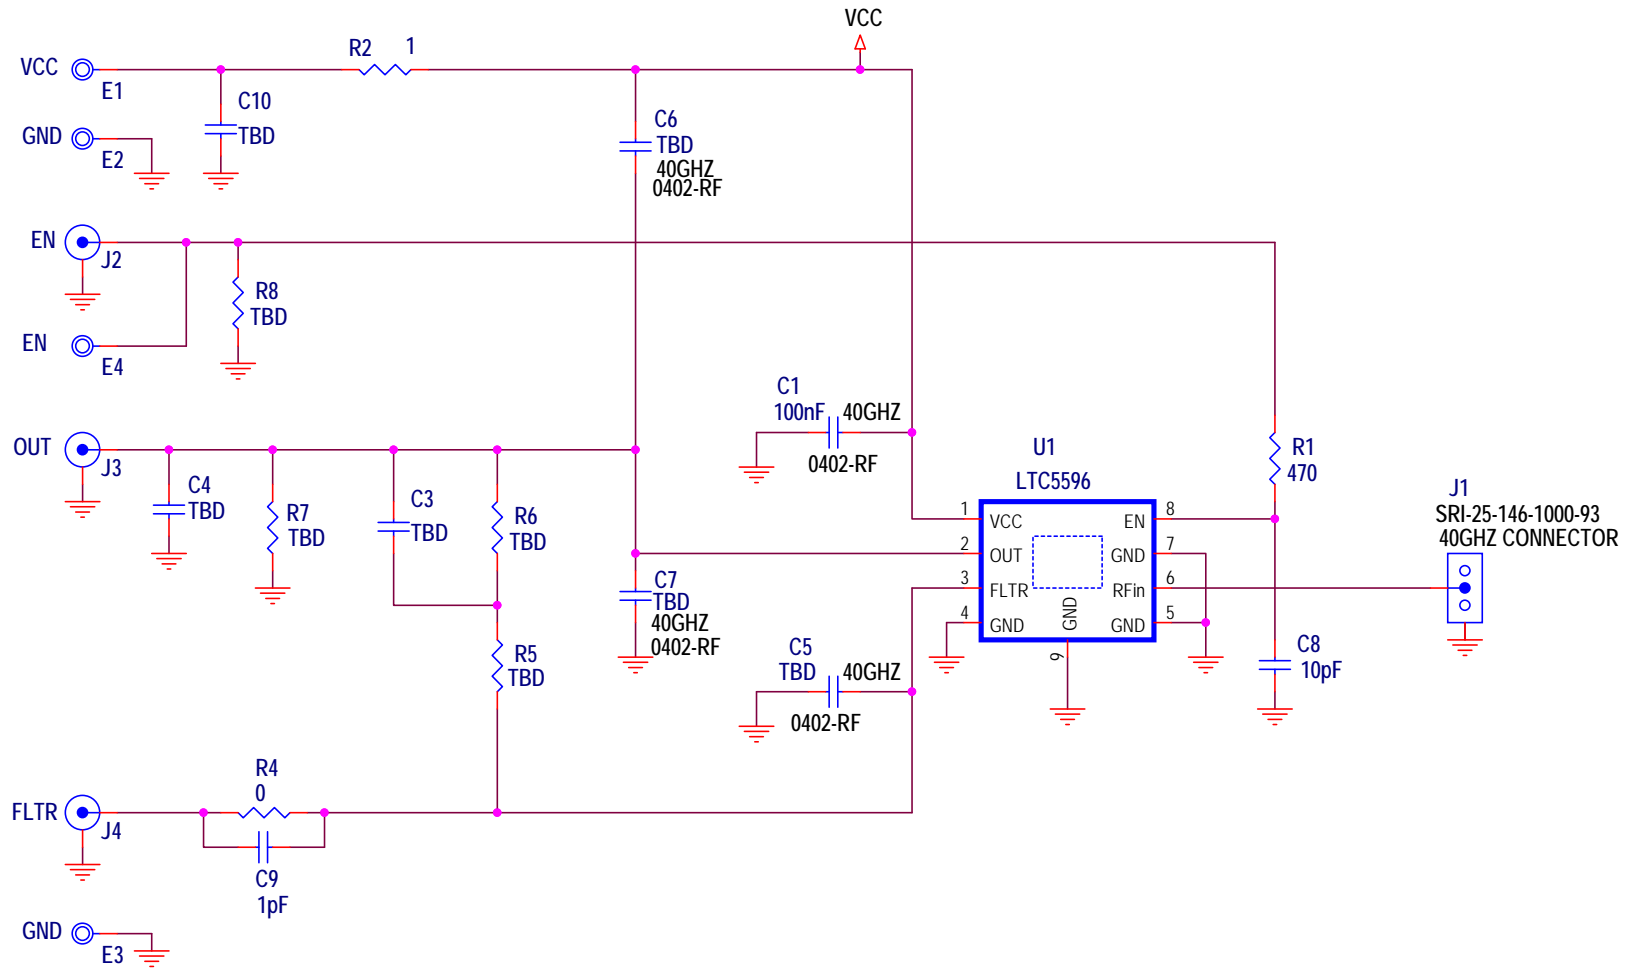 VCC
R2 1
VCC
E1
C10
TBD
GND
E2
C6
TBD
40GHZ
0402-RF
EN
J2
R8
TBD
EN
E4
C1
100nF 40GHZ
0402-RF
OUT
J3
C4
TBD
R7
TBD
C3
TBD
R6
TBD
R5
TBD
C7
TBD
40GHZ
0402-RF
C5
TBD 40GHZ
0402-RF
U1
LTC5596
1 VCC EN 8
2 OUT GND 7
3 FLTR RFin 6
4 GND GND GND 5
9
R1
470
C8
10pF
J1
SRI-25-146-1000-93
40GHZ CONNECTOR
R4
0
FLTR
J4
C9
1pF
GND
E3